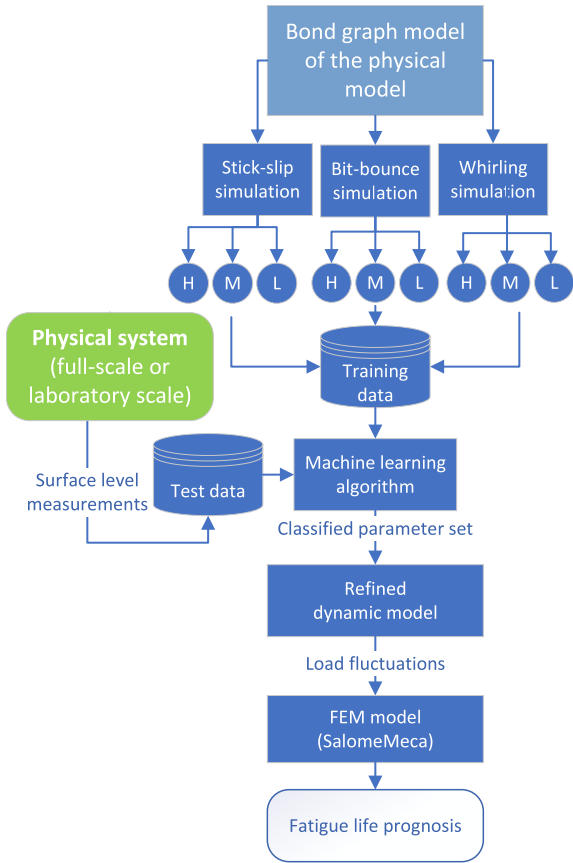 Bond graph model
of the physical
model
Stick-slip
simulation
Bit-bounce
simulation
Whirling
simulation
H
M
L
H
M
L
H
M
L
Physical system
(full-scale or
laboratory scale)
Training
data
Surface level
measurements
Test data
Machine learning
algorithm
Classified parameter set
Refined
dynamic model
Load fluctuations
FEM model
(SalomeMeca)
Fatigue life prognosis